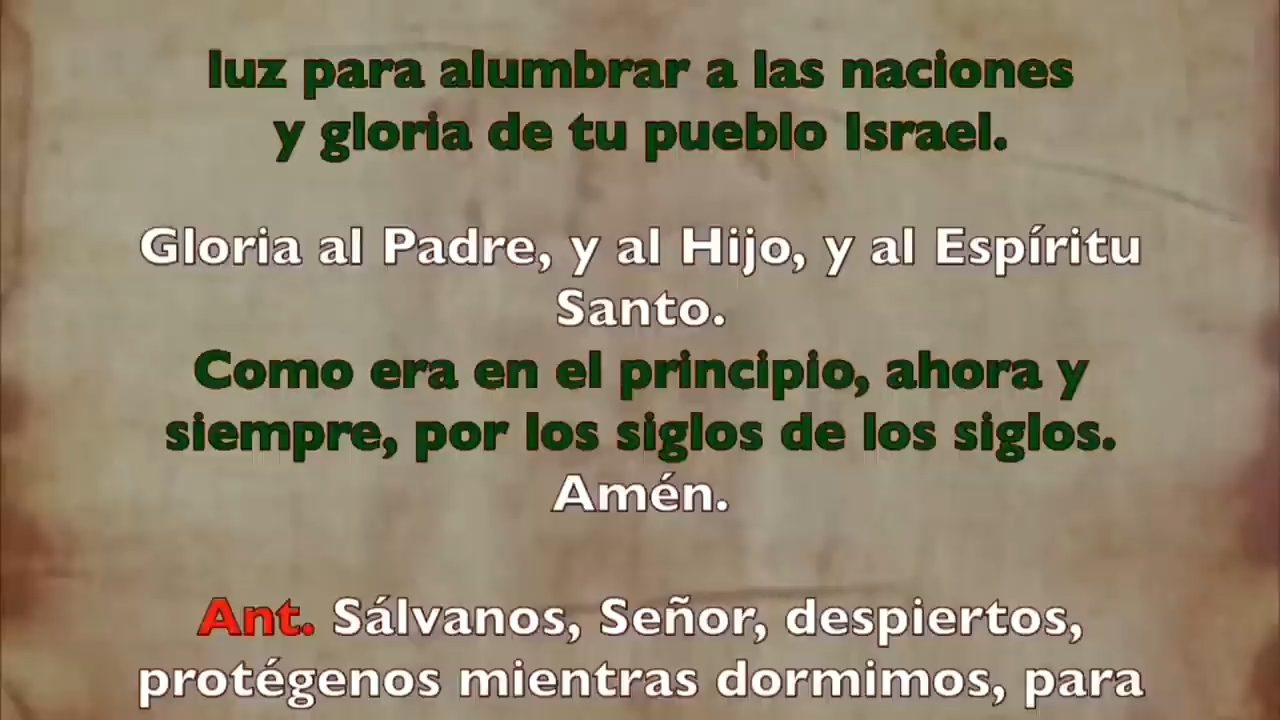 luz para alumbrar a las naciones
y gloria de tu pueblo Israel.
Gloria al Padre, y al Hijo, y al Espíritu
Santo.
Como era en el principio, ahora y
siempre, por los siglos de los siglos.
Amén.
Ant. Sálvanos, Señor, despiertos,
protégenos mientras dormimos, para